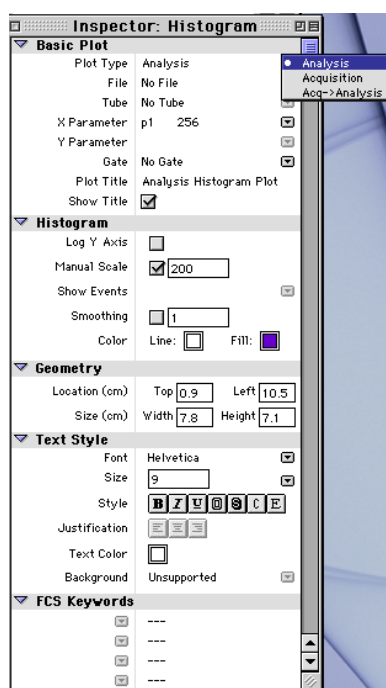 Inspector: Histogram
Basic Plot
Plot Type Analysis
Analysis
Acquisition
Acq->Analysis
File No File
Tube No Tube
X Parameter p1 256
Y Parameter
Gate No Gate
Plot Title Analysis Histogram Plot
Show Title
Histogram
Log Y Axis
Manual Scale 200
Show Events
Smoothing 1
Color Line: Fill:
Geometry
Location (cm) Top 0.9 Left 10.5
Size (cm) Width 7.8 Height 7.1
Text Style
Font Helvetica
Size 9
Style B I U O S C E
Justification
Text Color
Background Unsupported
FCS Keywords
---
---
---
---